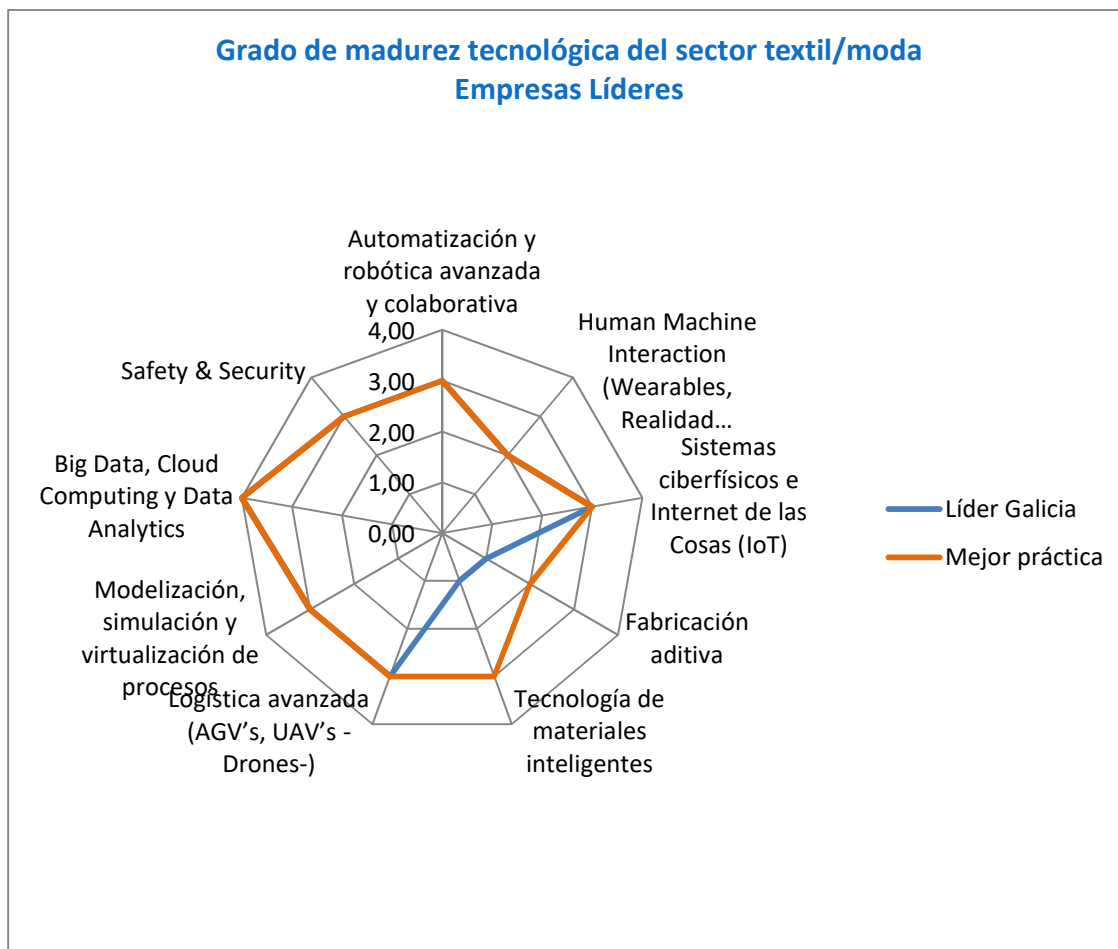 Grado de madurez tecnológica del sector textil/moda
Empresas Líderes
Automatización y
robótica avanzada
y colaborativa
Human Machine
Interaction
(Wearables,
Realidad...
Sistemas
ciberfísicos e
Internet de las
Cosas (IoT)
Fabricación
aditiva
Tecnología de
materiales
inteligentes
Logística avanzada
(AGV’s, UAV’s -
Drones-)
Modelización,
simulación y
virtualización de
procesos
Big Data, Cloud
Computing y Data
Analytics
Safety & Security
4,00
3,00
2,00
1,00
0,00
Líder Galicia
Mejor práctica